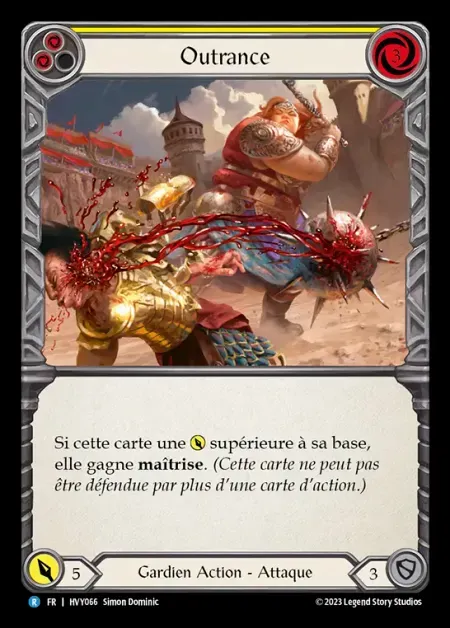 3
Outrance
Si cette carte une supérieure à sa base,
elle gagne maîtrise. (Cette carte ne peut pas
être défendue par plus d'une carte d'action.)
5 Gardien Action - Attaque 3
R FR | HVY066 Simon Dominic © 2023 Legend Story Studios